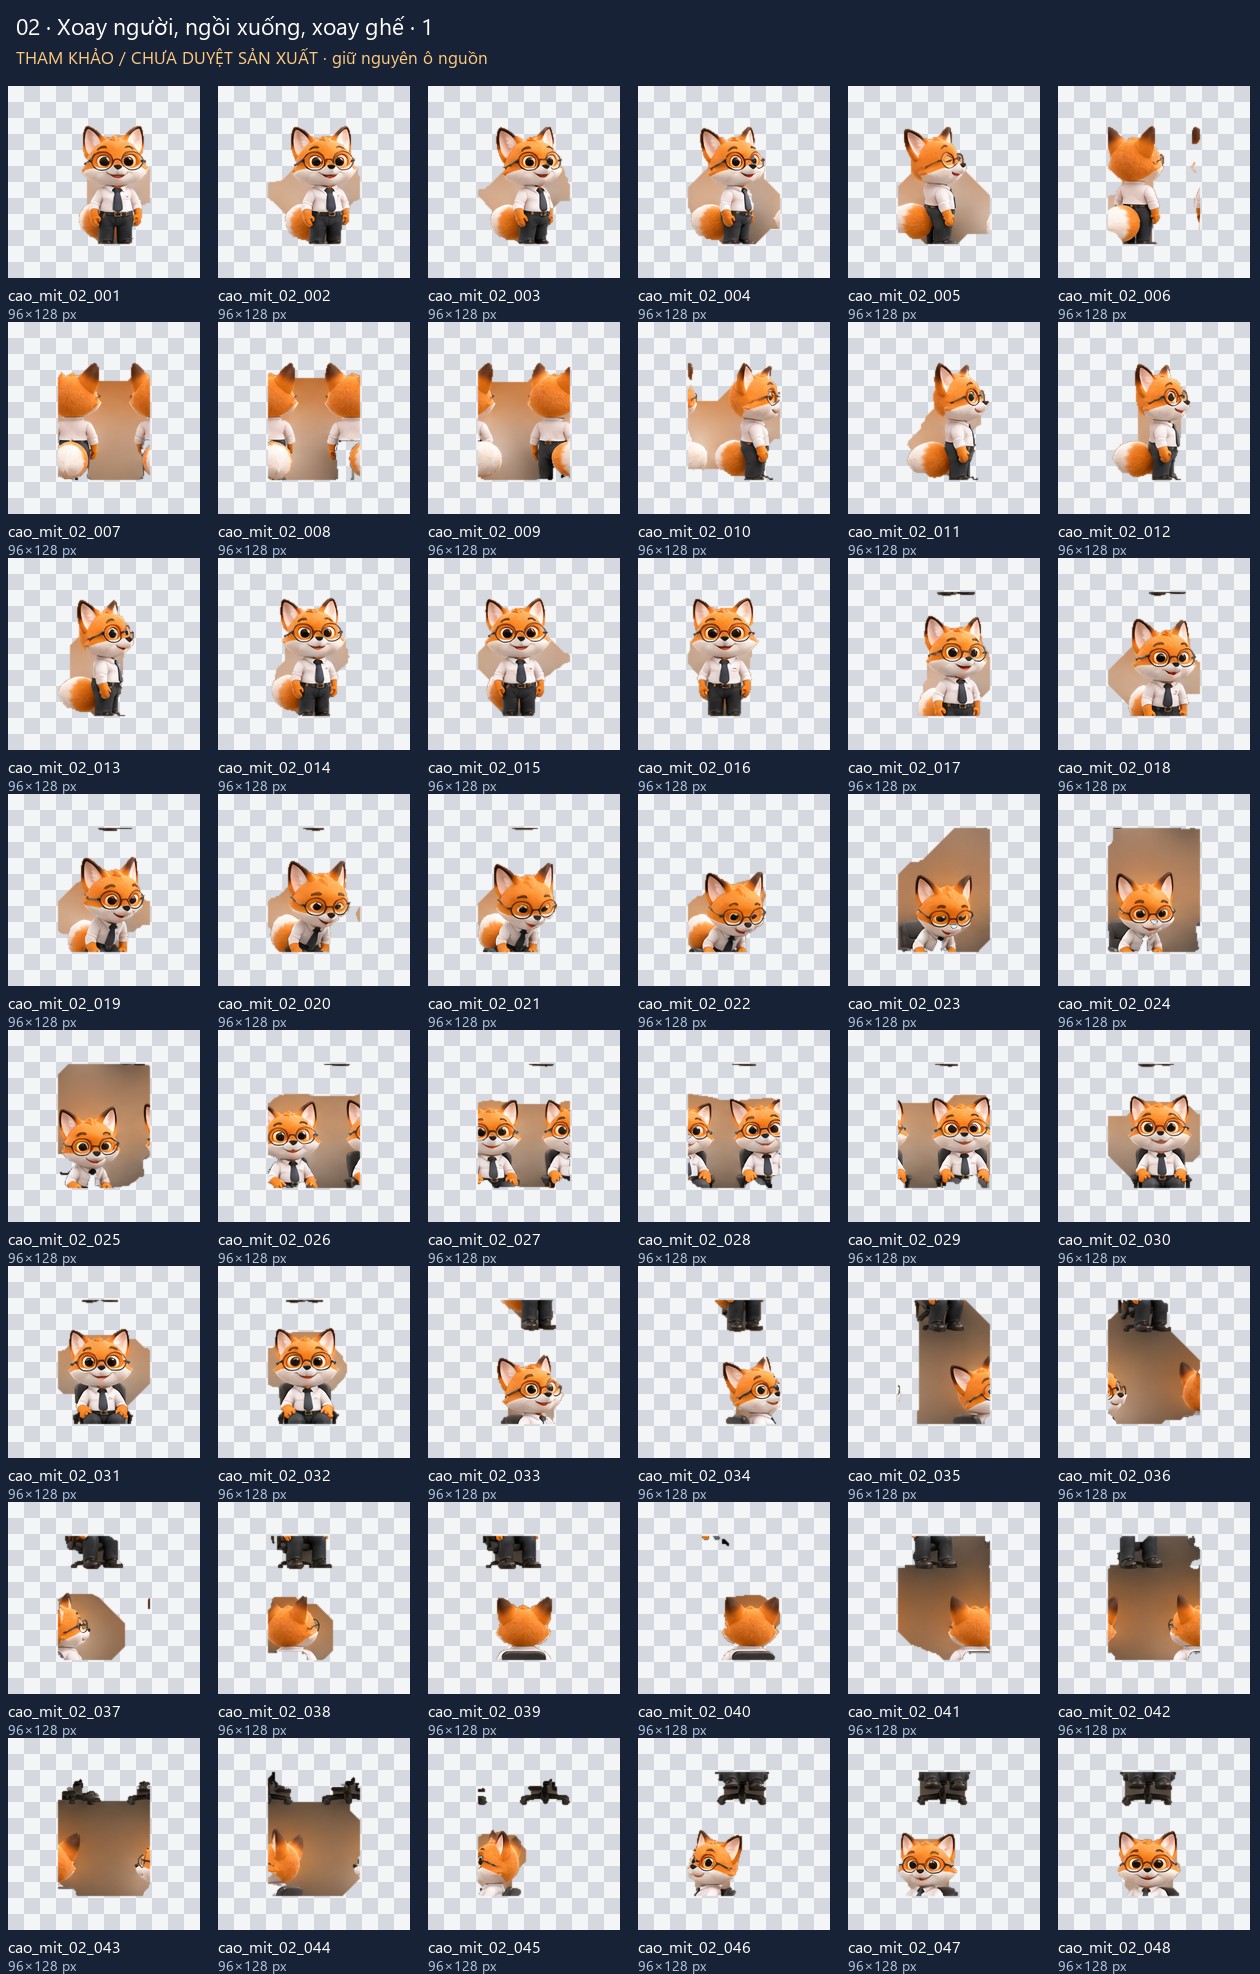 02 · Xoay người, ngồi xuống, xoay ghế · 1
THAM KHẢO / CHƯA DUYỆT SẢN XUẤT · giữ nguyên ô nguồn
cao_mit_02_001 cao_mit_02_002 cao_mit_02_003 cao_mit_02_004 cao_mit_02_005 cao_mit_02_006
96×128 px 96×128 px 96×128 px 96×128 px 96×128 px 96×128 px
cao_mit_02_007 cao_mit_02_008 cao_mit_02_009 cao_mit_02_010 cao_mit_02_011 cao_mit_02_012
96×128 px 96×128 px 96×128 px 96×128 px 96×128 px 96×128 px
cao_mit_02_013 cao_mit_02_014 cao_mit_02_015 cao_mit_02_016 cao_mit_02_017 cao_mit_02_018
96×128 px 96×128 px 96×128 px 96×128 px 96×128 px 96×128 px
cao_mit_02_019 cao_mit_02_020 cao_mit_02_021 cao_mit_02_022 cao_mit_02_023 cao_mit_02_024
96×128 px 96×128 px 96×128 px 96×128 px 96×128 px 96×128 px
cao_mit_02_025 cao_mit_02_026 cao_mit_02_027 cao_mit_02_028 cao_mit_02_029 cao_mit_02_030
96×128 px 96×128 px 96×128 px 96×128 px 96×128 px 96×128 px
cao_mit_02_031 cao_mit_02_032 cao_mit_02_033 cao_mit_02_034 cao_mit_02_035 cao_mit_02_036
96×128 px 96×128 px 96×128 px 96×128 px 96×128 px 96×128 px
cao_mit_02_037 cao_mit_02_038 cao_mit_02_039 cao_mit_02_040 cao_mit_02_041 cao_mit_02_042
96×128 px 96×128 px 96×128 px 96×128 px 96×128 px 96×128 px
cao_mit_02_043 cao_mit_02_044 cao_mit_02_045 cao_mit_02_046 cao_mit_02_047 cao_mit_02_048
96×128 px 96×128 px 96×128 px 96×128 px 96×128 px 96×128 px